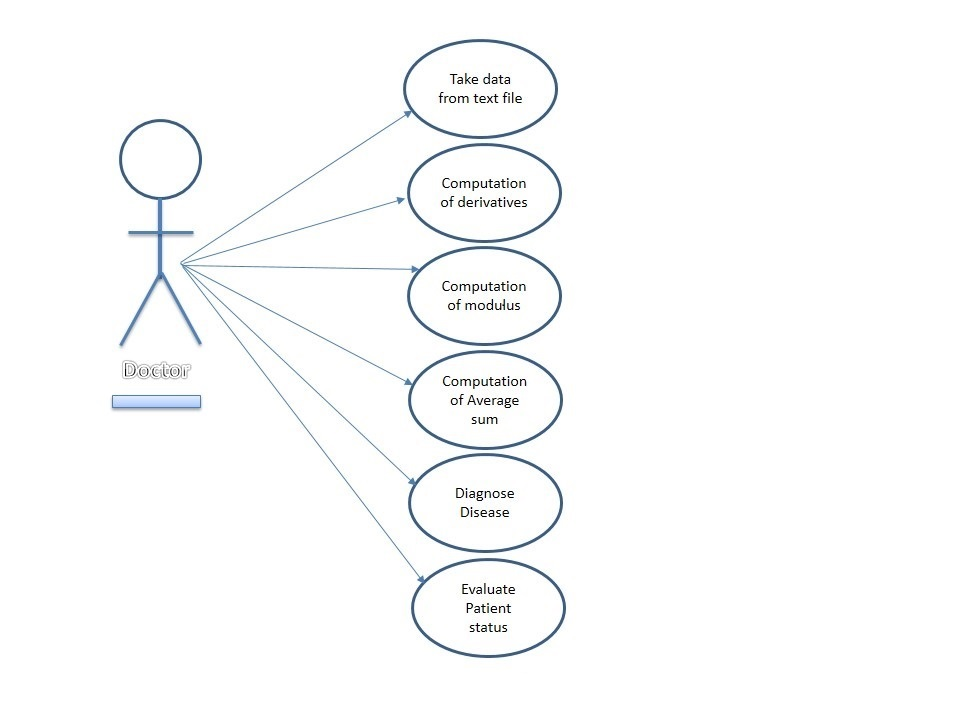 Take data
from text file
Computation
of derivatives
Computation
of modulus
Doctor
Computation
of Average
sum
Diagnose
Disease
Evaluate
Patient
status